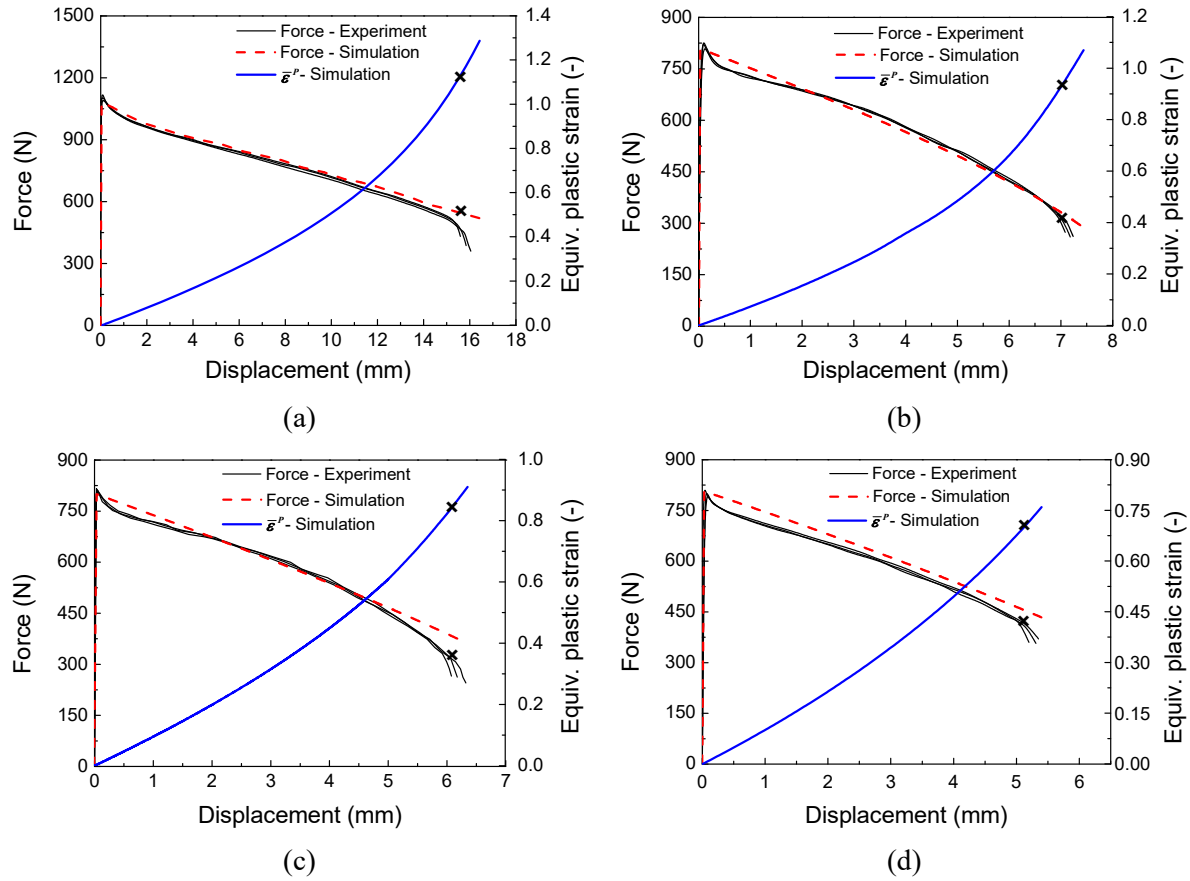 1500
1200
900
600
300
0
Force (N)
Force - Experiment
Force - Simulation
ε̄ᵖ- Simulation
1.4
1.2
1.0
0.8
0.6
0.4
0.2
0.0
Equiv. plastic strain (-)
0 2 4 6 8 10 12 14 16 18
Displacement (mm)
(a)
900
750
600
450
300
150
0
Force (N)
Force - Experiment
Force - Simulation
ε̄ᵖ- Simulation
1.2
1.0
0.8
0.6
0.4
0.2
0.0
Equiv. plastic strain (-)
0 1 2 3 4 5 6 7 8
Displacement (mm)
(b)
900
750
600
450
300
150
0
Force (N)
Force - Experiment
Force - Simulation
ε̄ᵖ- Simulation
1.0
0.8
0.6
0.4
0.2
0.0
Equiv. plastic strain (-)
0 1 2 3 4 5 6 7
Displacement (mm)
(c)
900
750
600
450
300
150
0
Force (N)
Force - Experiment
Force - Simulation
ε̄ᵖ- Simulation
0.90
0.75
0.60
0.45
0.30
0.15
0.00
Equiv. plastic strain (-)
0 1 2 3 4 5 6
Displacement (mm)
(d)